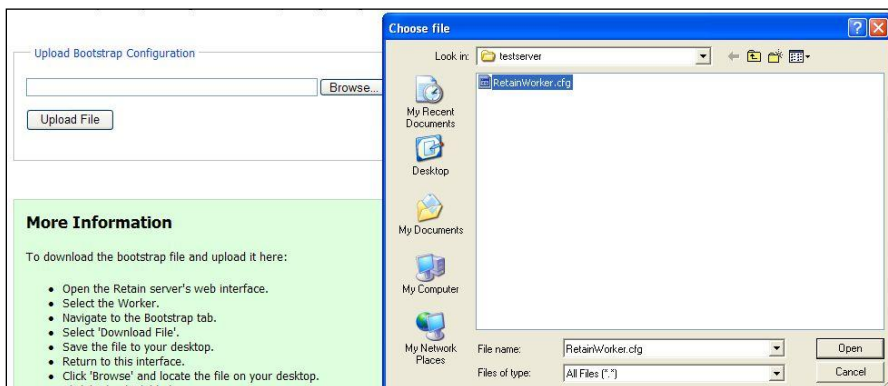 Upload Bootstrap Configuration
Browse...
Upload File
More Information
To download the bootstrap file and upload it here:
Open the Retain server's web interface.
Select the Worker.
Navigate to the Bootstrap tab.
Select 'Download File'.
Save the file to your desktop.
Return to this interface.
Click 'Browse' and locate the file on your desktop.
Choose file
Look in:
testserver
RetainWorker.cfg
My Recent
Documents
Desktop
My Documents
My Computer
My Network
Places
File name:
RetainWorker.cfg
Open
Files of type:
All Files (*.*)
Cancel